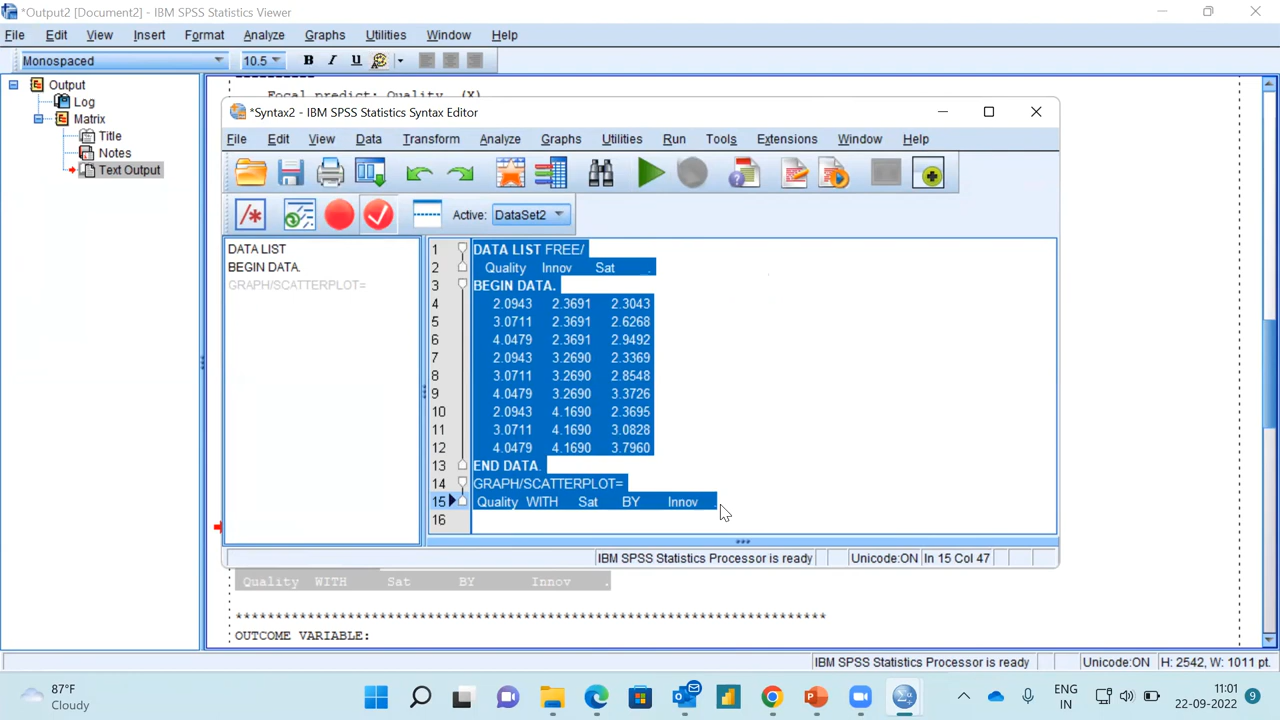 *Output2 [Document2] - IBM SPSS Statistics Viewer
File Edit View Insert Format Analyze Graphs Utilities Window Help
Monospaced 10.5 B I U
Output
Log
Matrix
Title
Notes
Text Output
Focal predict: Quality (X)
*Syntax2 - IBM SPSS Statistics Syntax Editor
File Edit View Data Transform Analyze Graphs Utilities Run Tools Extensions Window Help
Active: DataSet2
DATA LIST
BEGIN DATA.
GRAPH/SCATTERPLOT=
1 DATA LIST FREE/
2 Quality Innov Sat .
3 BEGIN DATA.
4 2.0943 2.3691 2.3043
5 3.0711 2.3691 2.6268
6 4.0479 2.3691 2.9492
7 2.0943 3.2690 2.3369
8 3.0711 3.2690 2.8548
9 4.0479 3.2690 3.3726
10 2.0943 4.1690 2.3695
11 3.0711 4.1690 3.0828
12 4.0479 4.1690 3.7960
13 END DATA.
14 GRAPH/SCATTERPLOT=
15 Quality WITH Sat BY Innov
16
IBM SPSS Statistics Processor is ready Unicode:ON In 15 Col 47
Quality WITH Sat BY Innov .
**************************************************************************
OUTCOME VARIABLE:
IBM SPSS Statistics Processor is ready Unicode:ON H: 2542, W: 1011 pt.
87°F
Cloudy
ENG
IN
11:01
22-09-2022
9